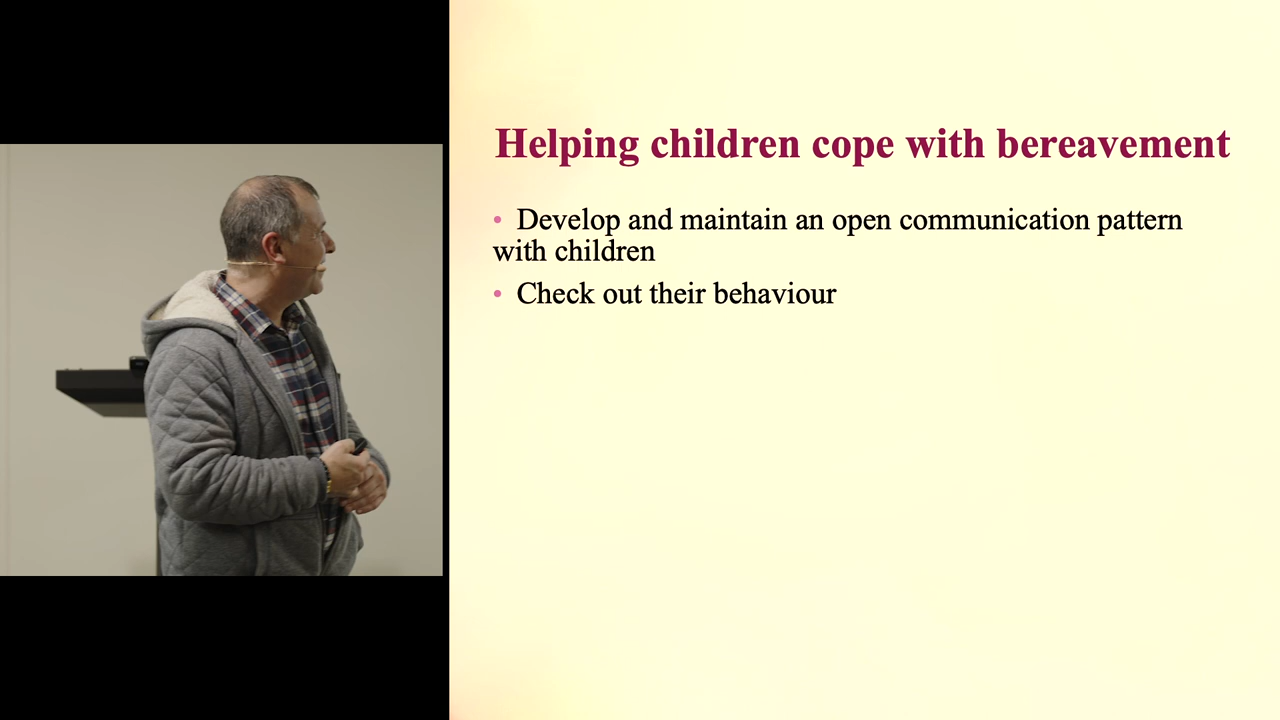 Helping children cope with bereavement
• Develop and maintain an open communication pattern
with children
• Check out their behaviour